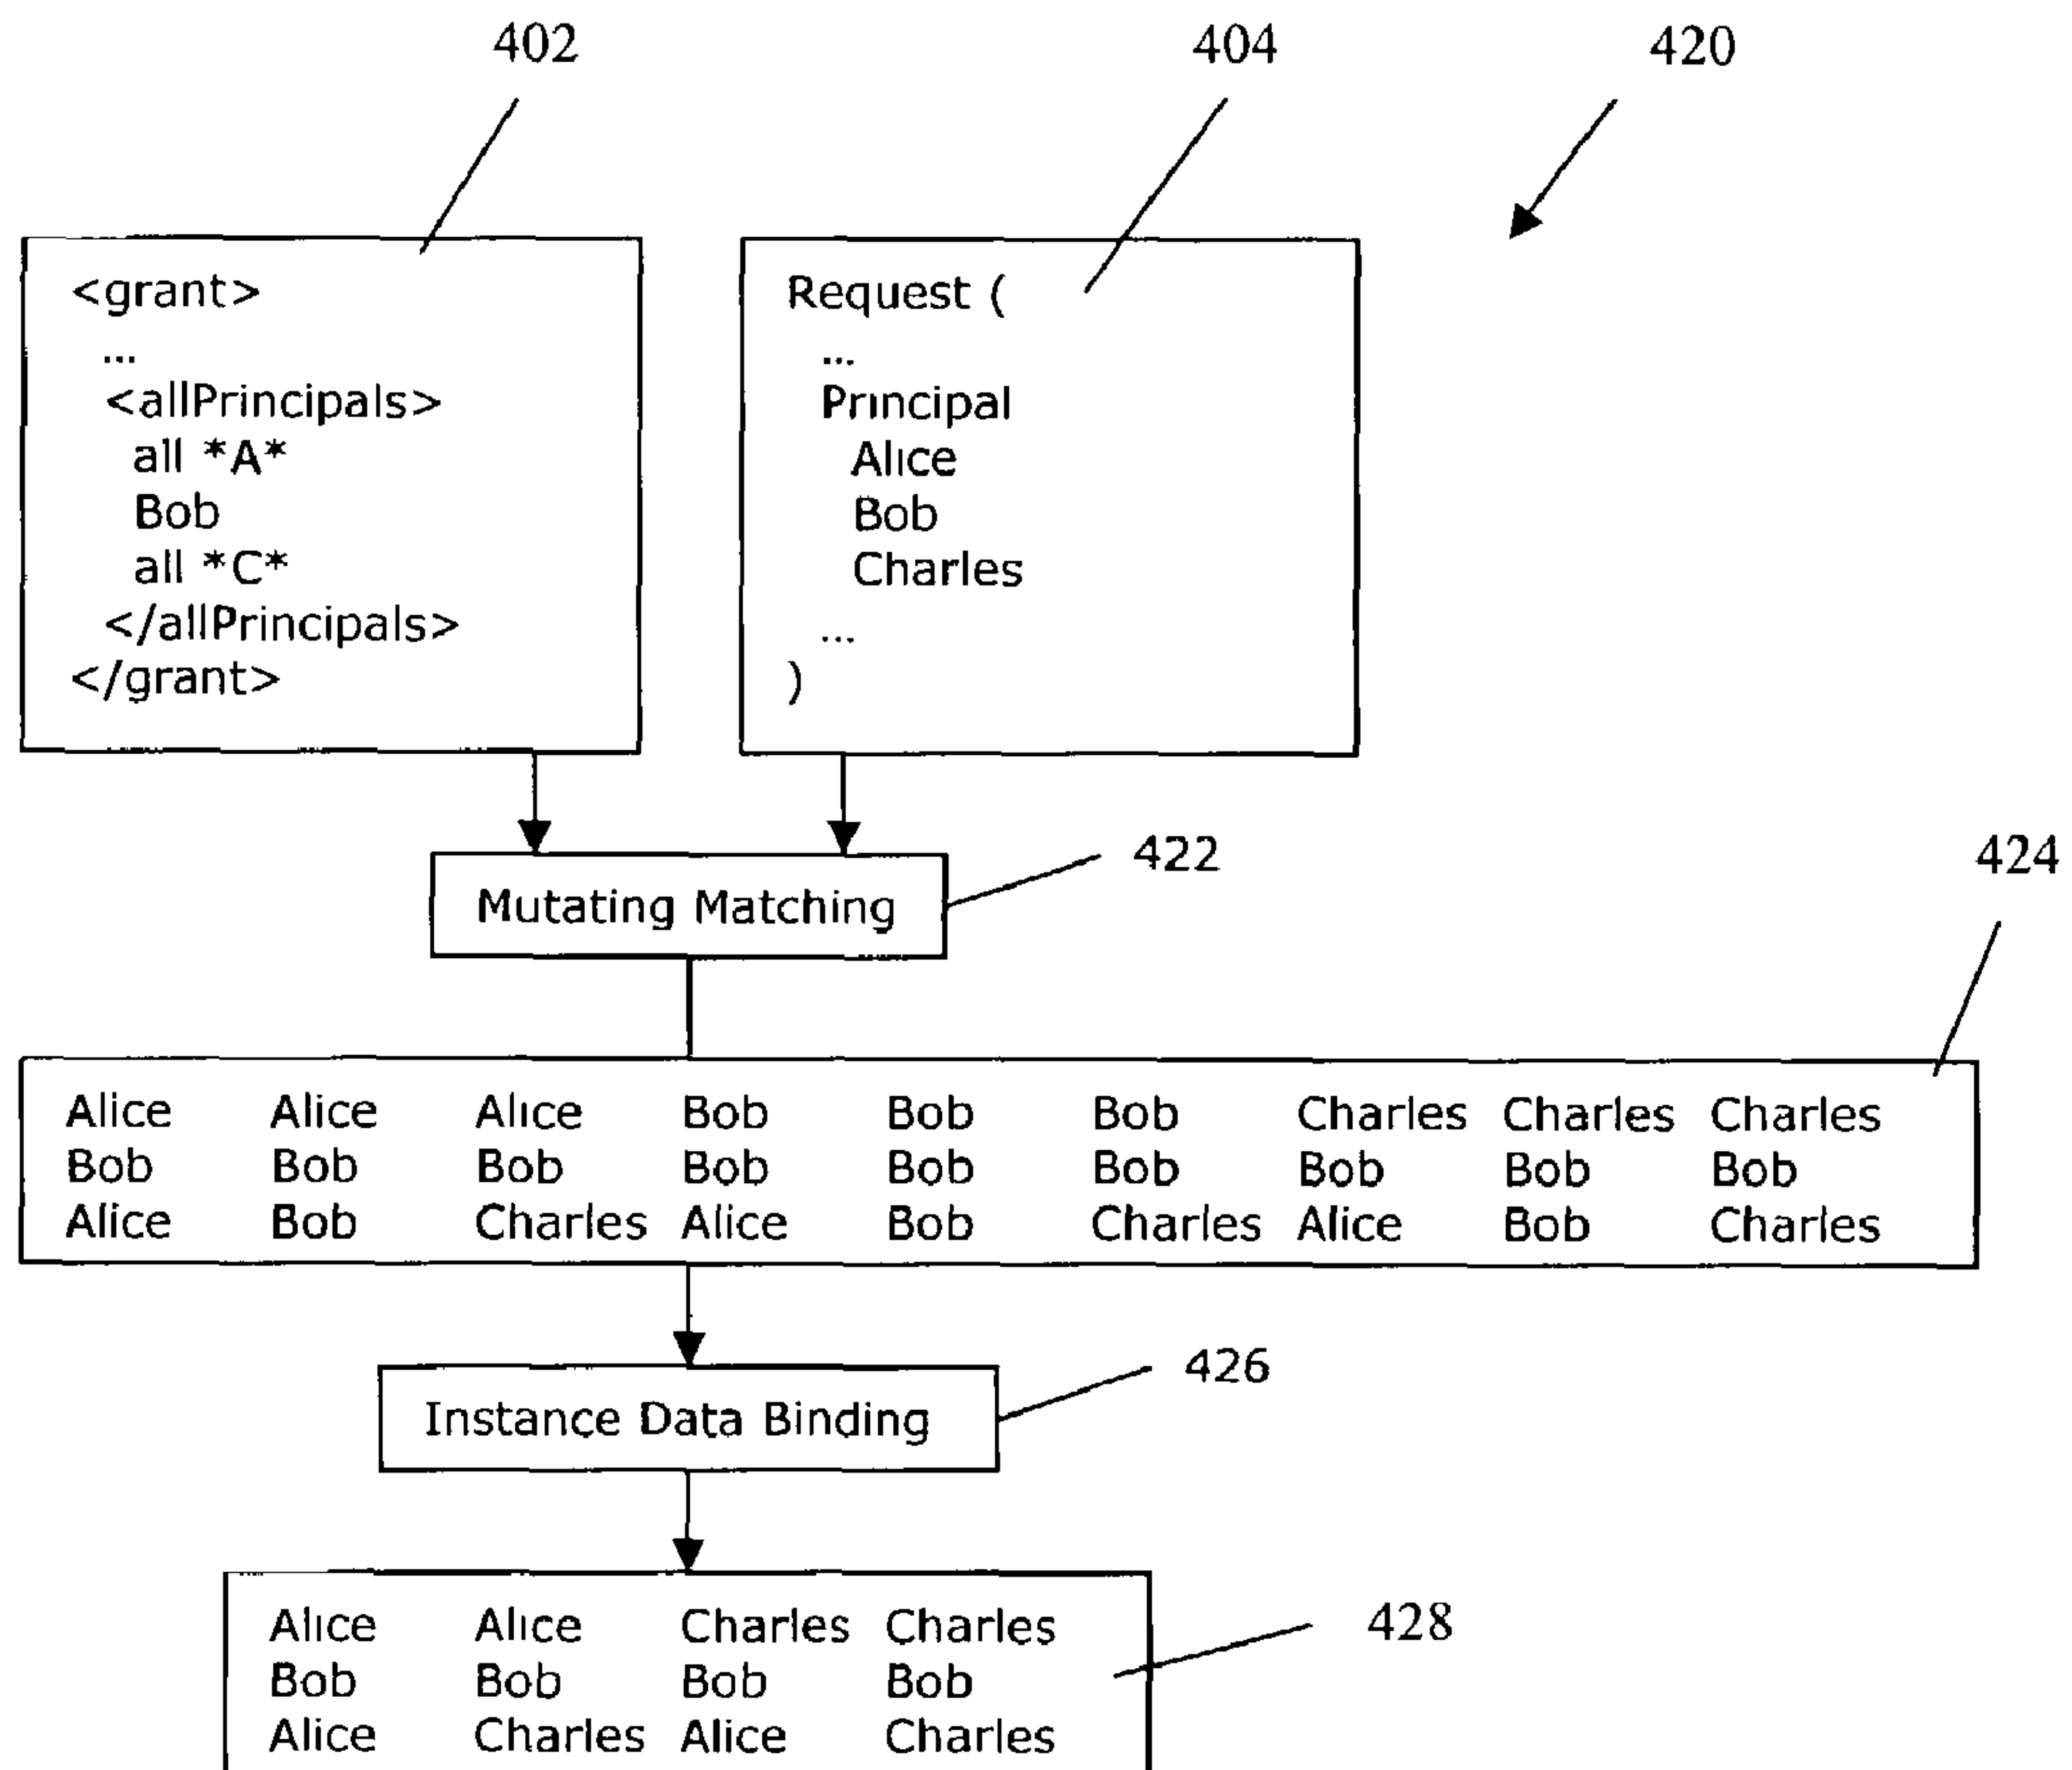 402
404
420
<grant>
...
<allPrincipals>
all *A*
Bob
all *C*
</allPrincipals>
</grant>
Request (
...
Principal
Alice
Bob
Charles
...
)
Mutating Matching
422
424
Alice Alice Alice Bob Bob Bob Charles Charles Charles
Bob Bob Bob Bob Bob Bob Bob Bob Bob
Alice Bob Charles Alice Bob Charles Alice Bob Charles
Instance Data Binding
426
Alice Alice Charles Charles
Bob Bob Bob Bob
Alice Charles Alice Charles
428